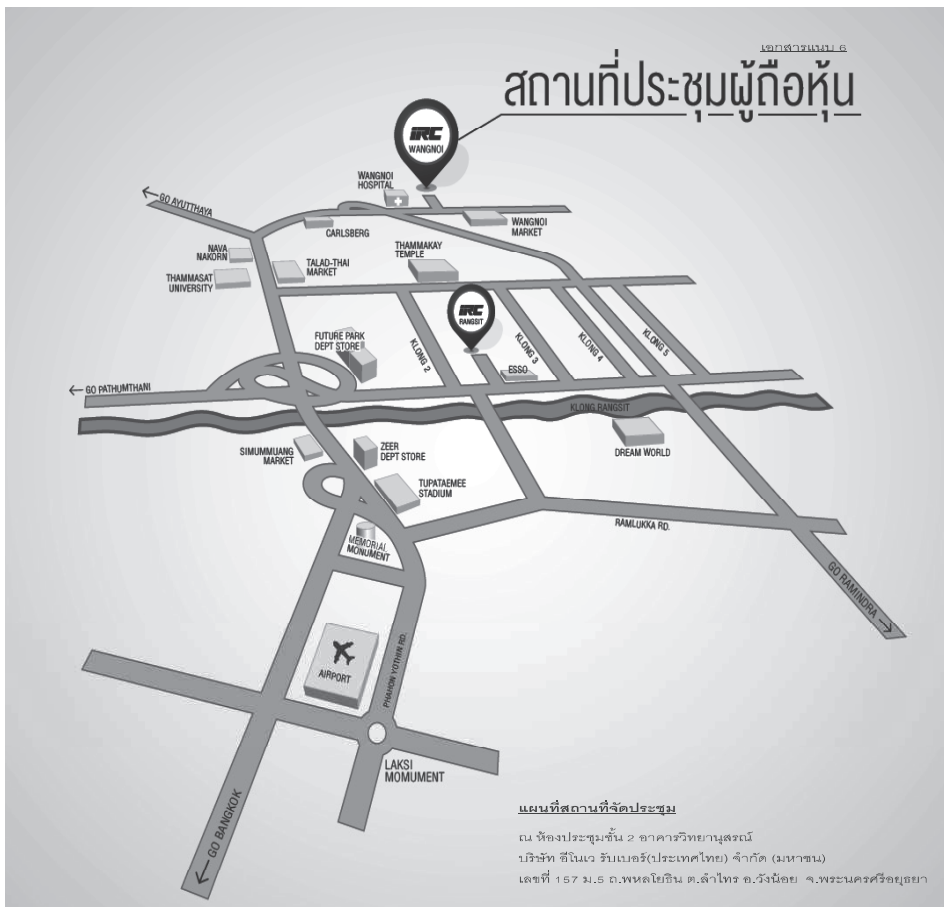 เอกสารแนบ 6
สถานที่ประชุมผู้ถือหุ้น
IRC
WANGNOI
WANGNOI
HOSPITAL
← GO AYUTTHAYA
WANGNOI
MARKET
CARLSBERG
NAVA
NAKORN
THAMMAKAY
TEMPLE
TALAD-THAI
MARKET
THAMMASAT
UNIVERSITY
IRC
RANGSIT
FUTURE PARK
DEPT STORE
KLONG 2
KLONG 3
KLONG 4
KLONG 5
ESSO
← GO PATHUMTHANI
KLONG RANGSIT
SIMUMMUANG
MARKET
ZEER
DEPT STORE
DREAM WORLD
TUPATAEMEE
STADIUM
RAMLUKKA RD.
MEMORIAL
MONUMENT
GO RAMINDRA →
PHAHON YOTHIN RD.
AIRPORT
LAKSI
MOMUMENT
← GO BANGKOK
แผนที่สถานที่จัดประชุม
ณ ห้องประชุมชั้น 2 อาคารวิทยานุสรณ์
บริษัท อีโนเว รับเบอร์(ประเทศไทย) จำกัด (มหาชน)
เลขที่ 157 ม.5 ถ.พหลโยธิน ต.ลำไทร อ.วังน้อย จ.พระนครศรีอยุธยา